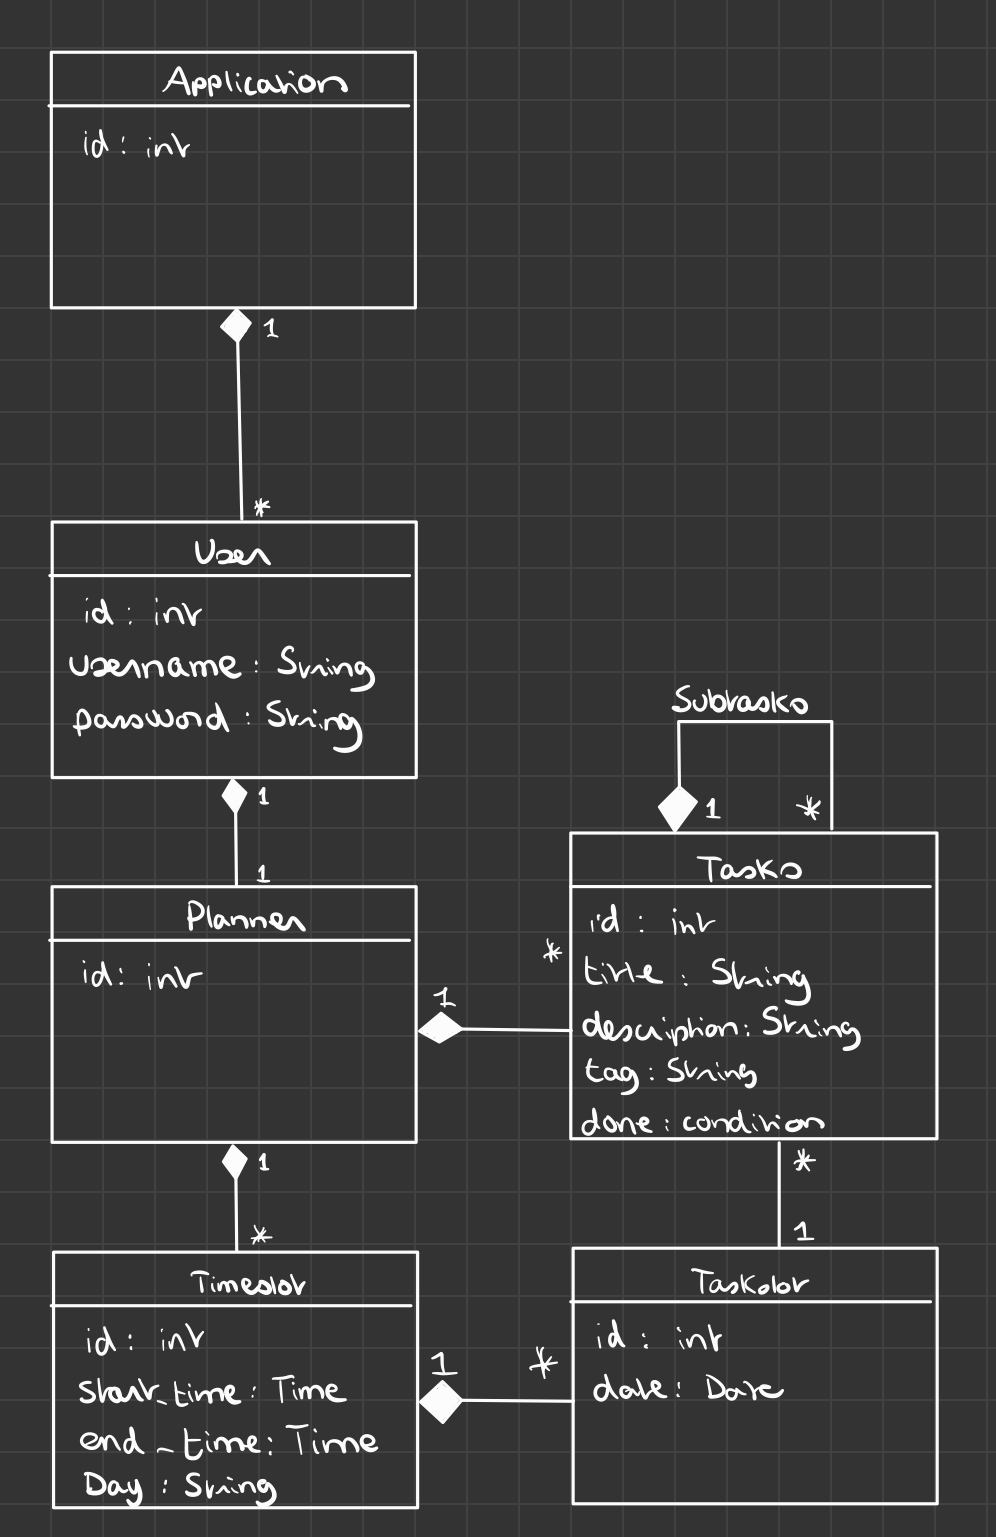 Application
id : int
1
*
User
id : int
username : String
password : String
1
1
Planner
id: int
1
1
*
Subtasks
1
*
Tasks
id : int
title : String
description: String
tag : String
done : condition
*
*
1
Timeslot
id : int
start_time : Time
end_time: Time
Day : String
1
*
Taskslot
id : int
date : Date